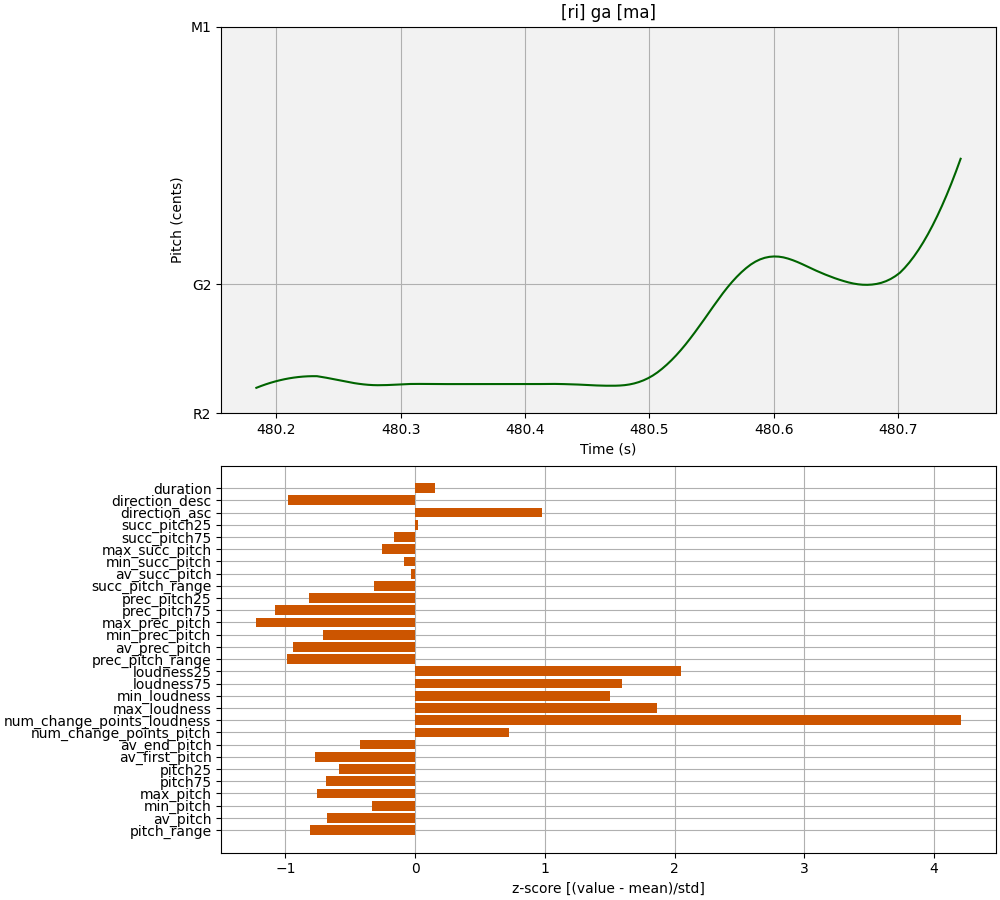 [ri] ga [ma]
M1
G2
R2
Pitch (cents)
480.2 480.3 480.4 480.5 480.6 480.7
Time (s)
duration
direction_desc
direction_asc
succ_pitch25
succ_pitch75
max_succ_pitch
min_succ_pitch
av_succ_pitch
succ_pitch_range
prec_pitch25
prec_pitch75
max_prec_pitch
min_prec_pitch
av_prec_pitch
prec_pitch_range
loudness25
loudness75
min_loudness
max_loudness
num_change_points_loudness
num_change_points_pitch
av_end_pitch
av_first_pitch
pitch25
pitch75
max_pitch
min_pitch
av_pitch
pitch_range
−1 0 1 2 3 4
z-score [(value - mean)/std]